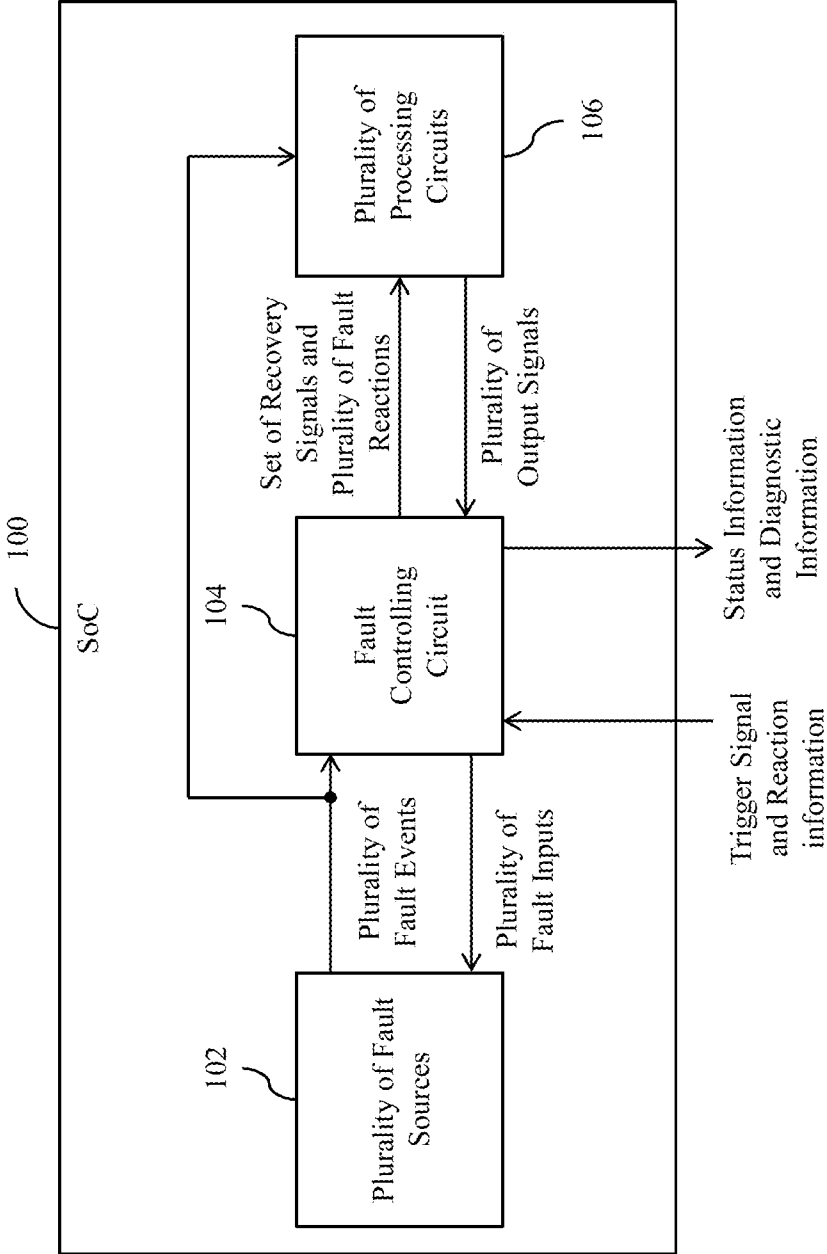 100
SoC
102
Plurality of Fault
Sources
Plurality of
Fault Events
Plurality of
Fault Inputs
104
Fault
Controlling
Circuit
Set of Recovery
Signals and
Plurality of Fault
Reactions
Plurality of
Output Signals
Plurality of
Processing
Circuits
106
Trigger Signal
and Reaction
information
Status Information
and Diagnostic
Information